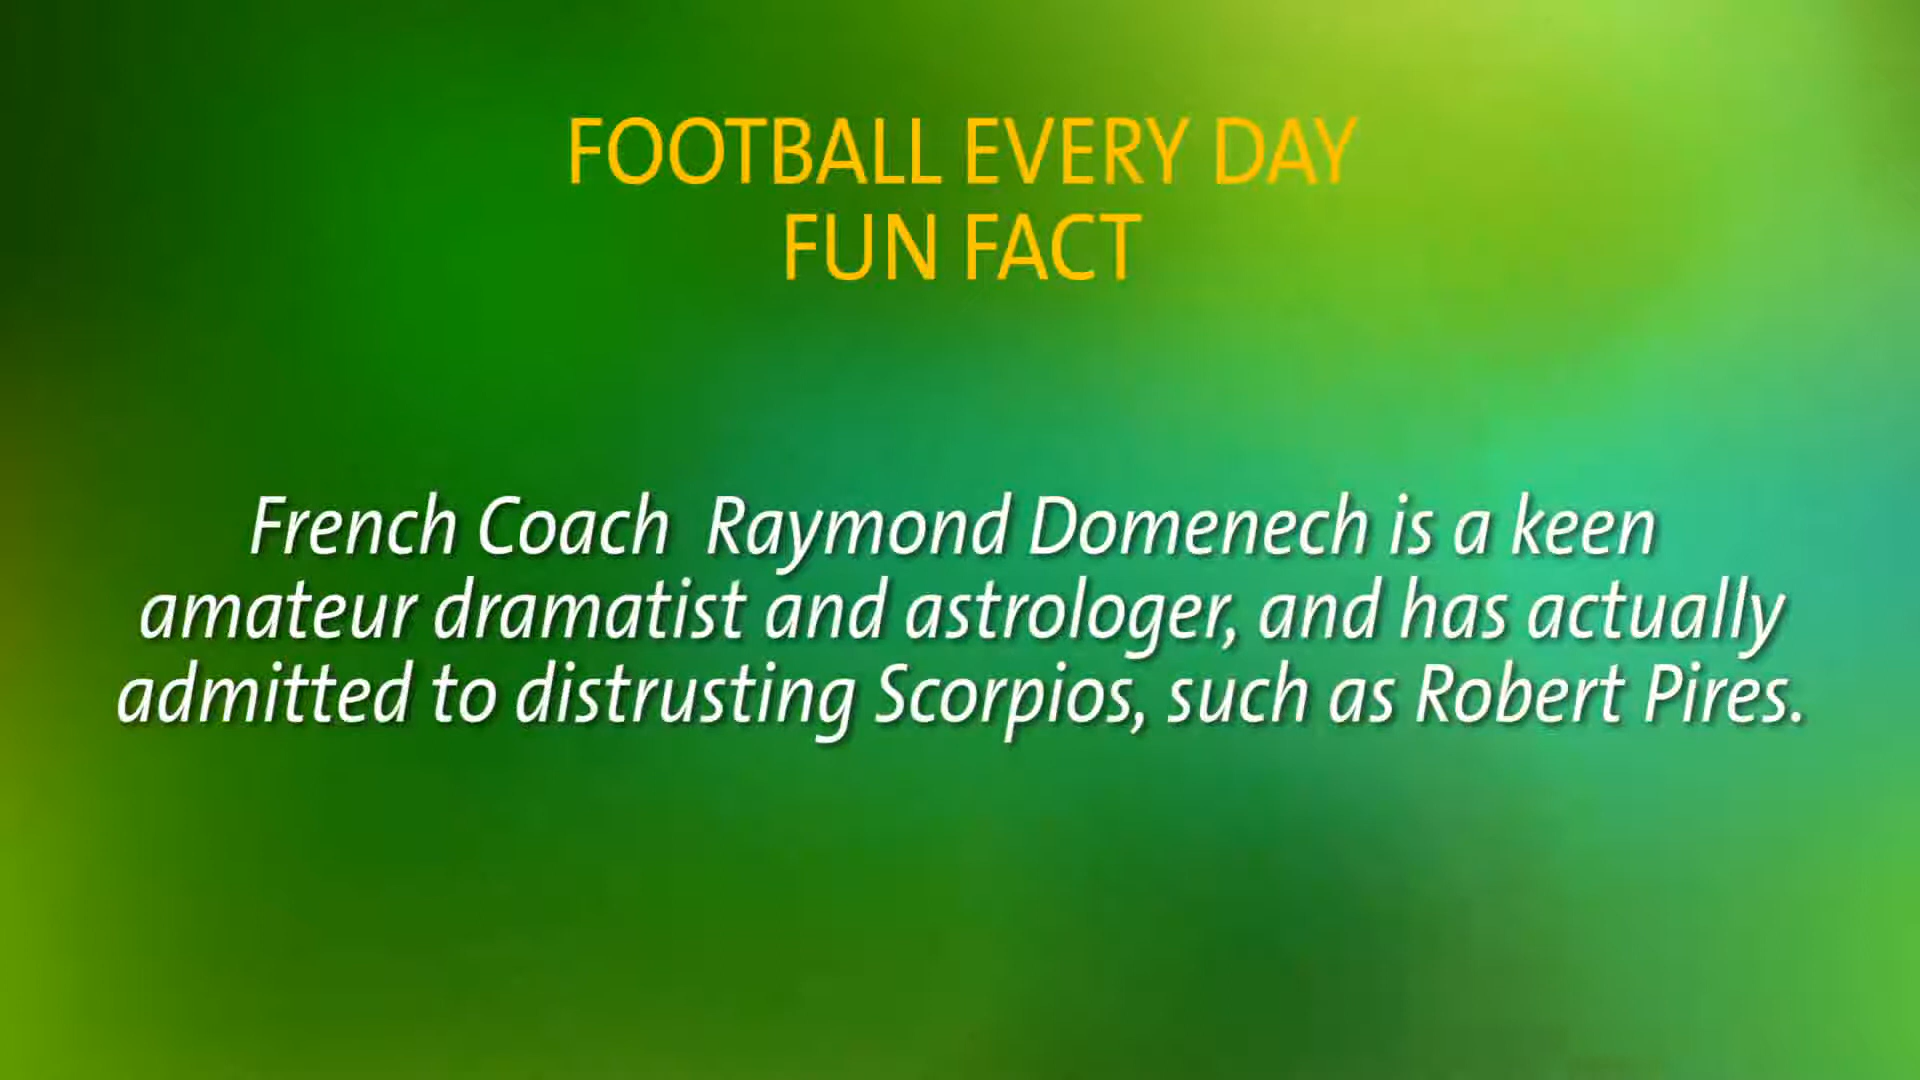 FOOTBALL EVERY DAY
FUN FACT
French Coach  Raymond Domenech is a keen
amateur dramatist and astrologer, and has actually
admitted to distrusting Scorpios, such as Robert Pires.